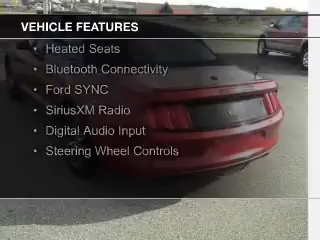 VEHICLE FEATURES
• Heated Seats
• Bluetooth Connectivity
• Ford SYNC
• SiriusXM Radio
• Digital Audio Input
• Steering Wheel Controls